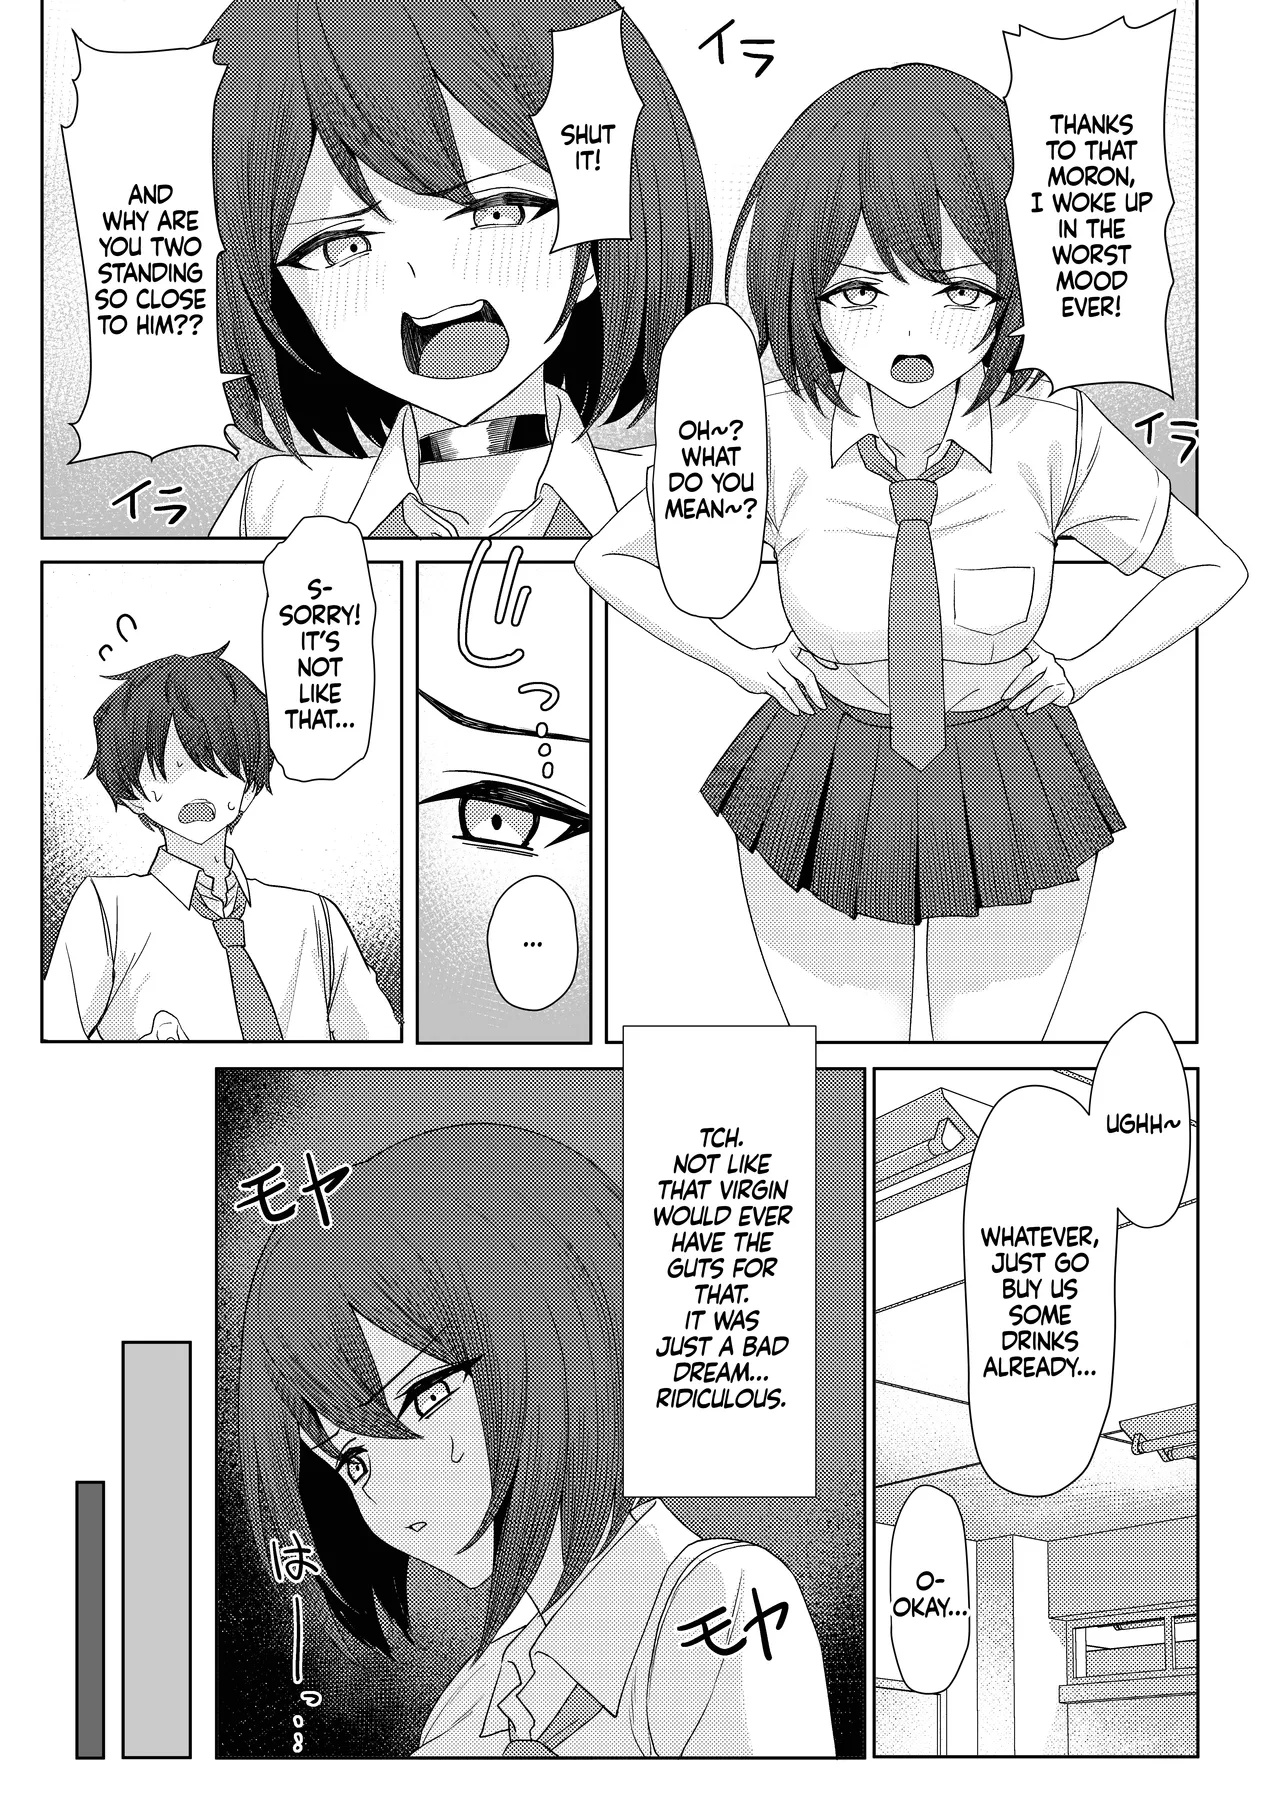 イラ
THANKS
TO THAT
MORON,
I WOKE UP
IN THE
WORST
MOOD
EVER!
イラ
SHUT
IT!
AND
WHY ARE
YOU TWO
STANDING
SO CLOSE
TO HIM??
イラ
OH~?
WHAT
DO YOU
MEAN~?
ジー
っ...
...
S-
SORRY!
IT'S
NOT
LIKE
THAT...
UGHH~
WHATEVER,
JUST GO
BUY US
SOME
DRINKS
ALREADY...
O-
OKAY...
TCH.
NOT LIKE
THAT VIRGIN
WOULD EVER
HAVE THE
GUTS FOR
THAT.
IT WAS
JUST A BAD
DREAM...
RIDICULOUS.
モヤ
はーーっ...
モヤ